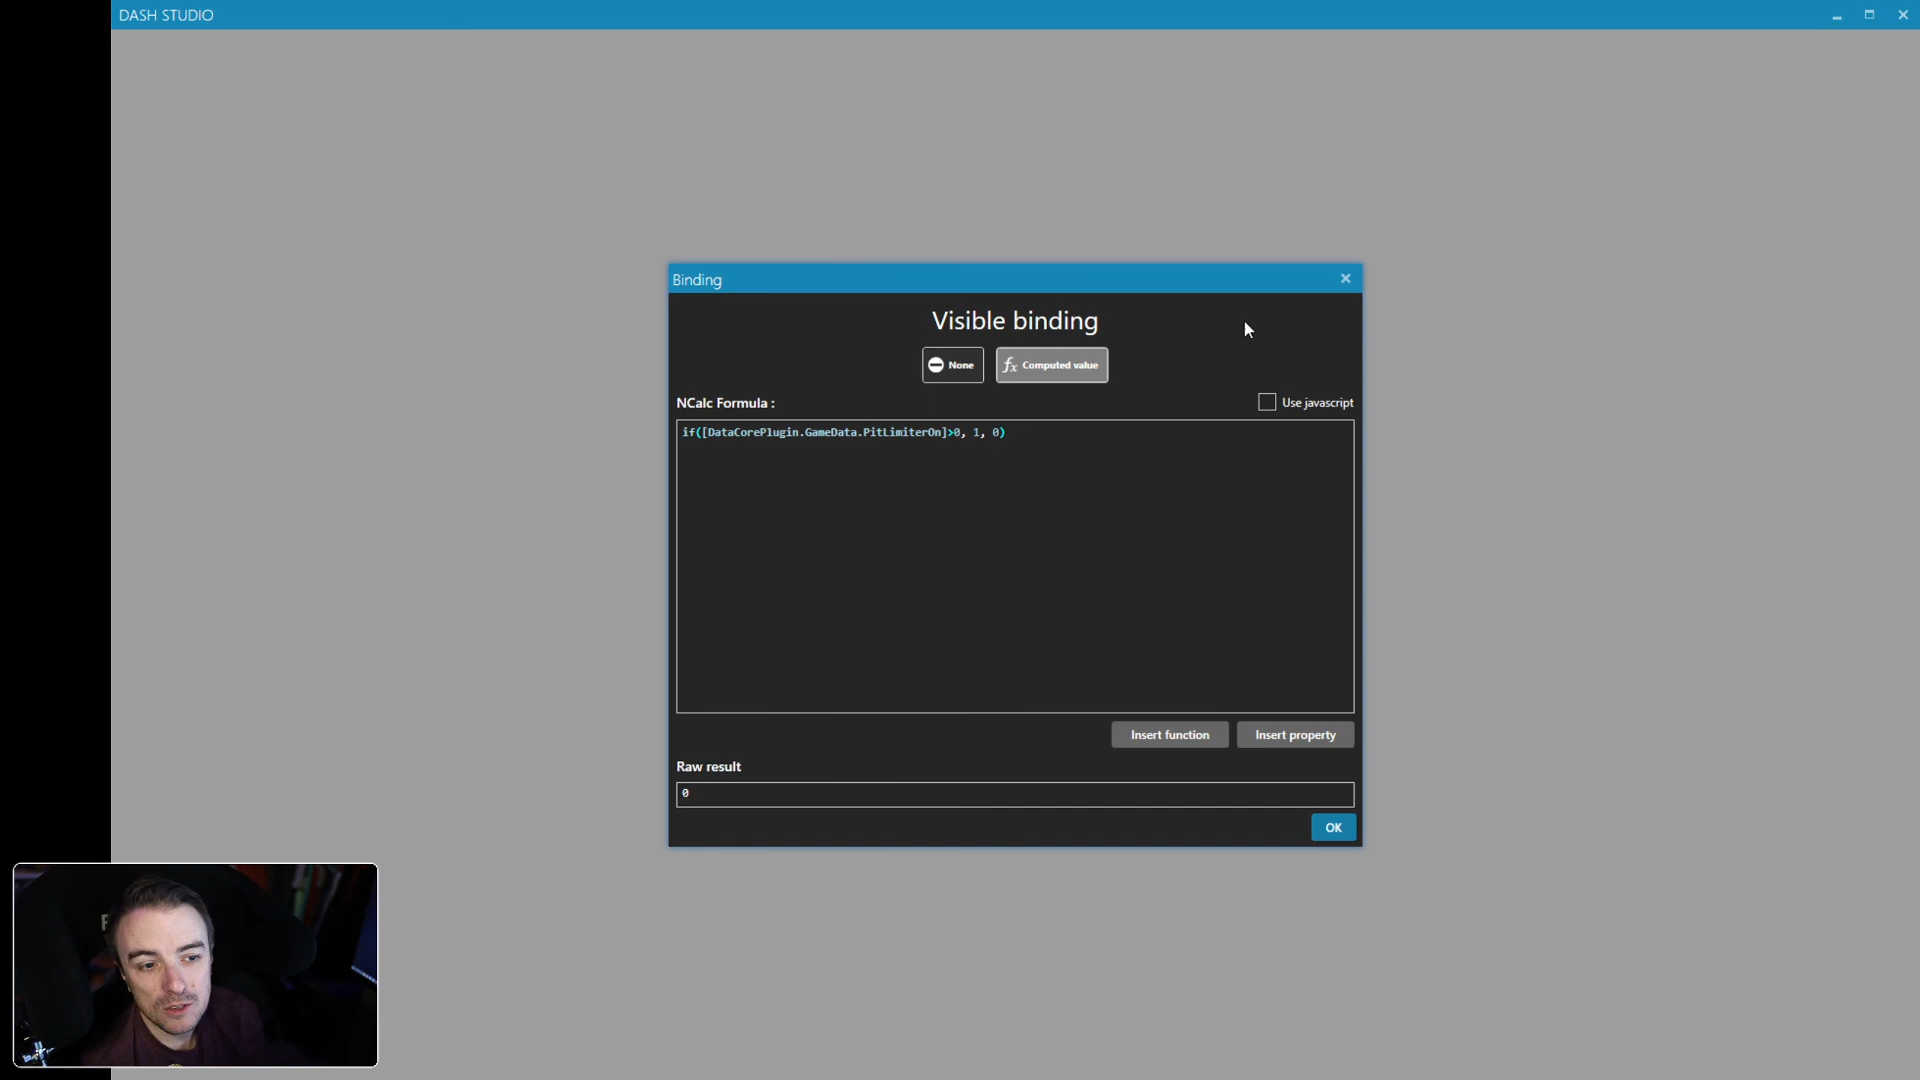 DASH STUDIO
Binding
Visible binding
None
fx Computed value
NCalc Formula :
Use javascript
if([DataCorePlugin.GameData.PitLimiterOn]>0, 1, 0)
Insert function
Insert property
Raw result
0
OK